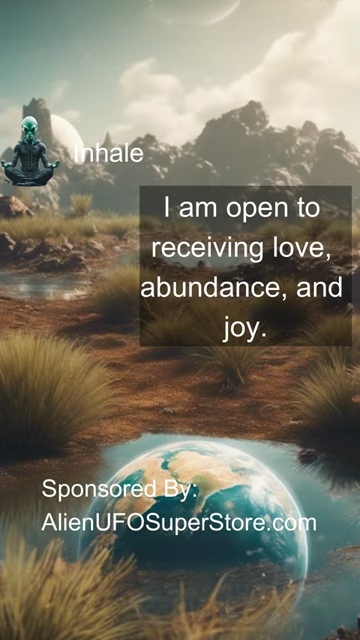 Inhale
I am open to
receiving love,
abundance, and
joy.
Sponsored By:
AlienUFOSuperStore.com